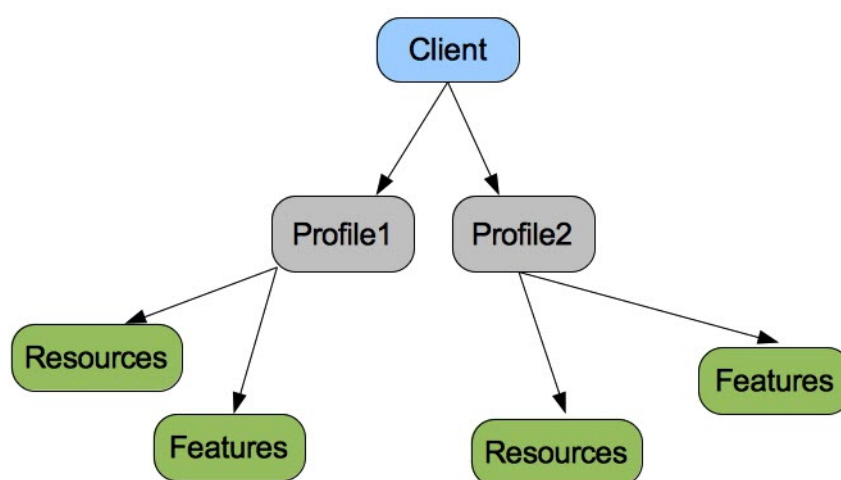 Client
Profile1
Profile2
Resources
Features
Features
Resources